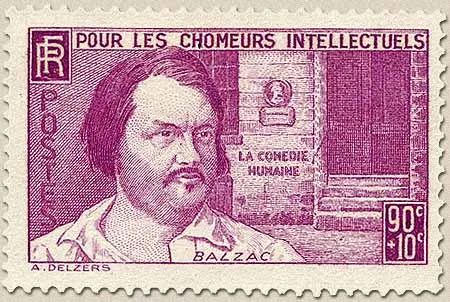 RF POUR LES CHOMEURS INTELLECTUELS
POSTES
LA COMEDIE
HUMAINE
90c
+10c
BALZAC
A. DELZERS